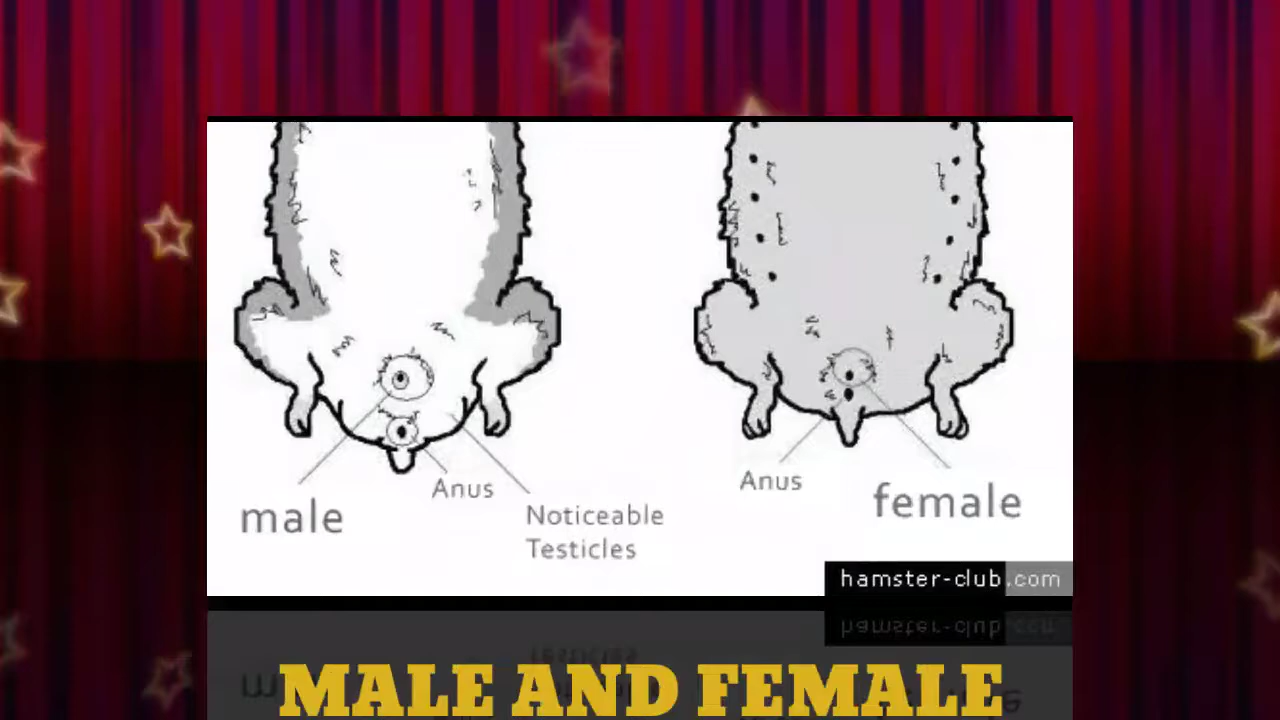 male
Anus
Noticeable
Testicles
Anus
female
hamster-club.com
MALE AND FEMALE